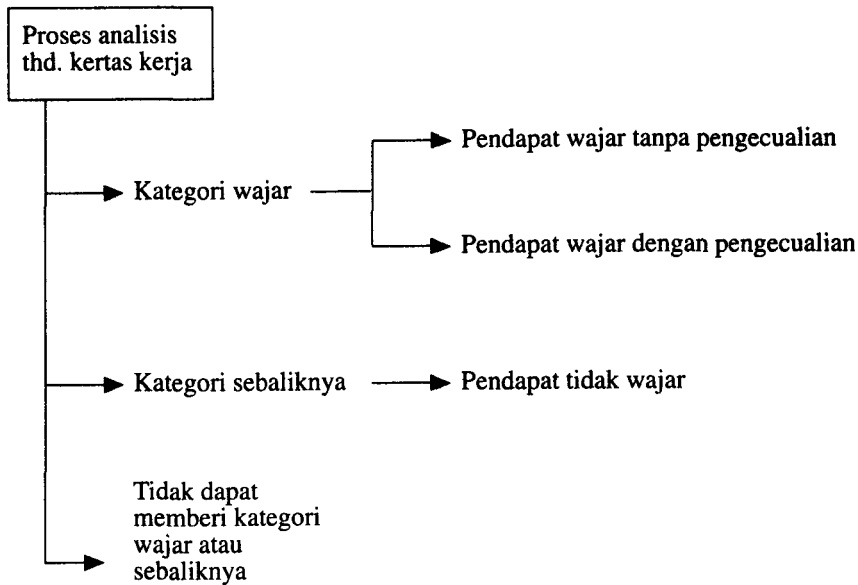 Proses analisis
thd. kertas kerja
Pendapat wajar tanpa pengecualian
Kategori wajar
Pendapat wajar dengan pengecualian
Kategori sebaliknya
Pendapat tidak wajar
Tidak dapat
memberi kategori
wajar atau
sebaliknya